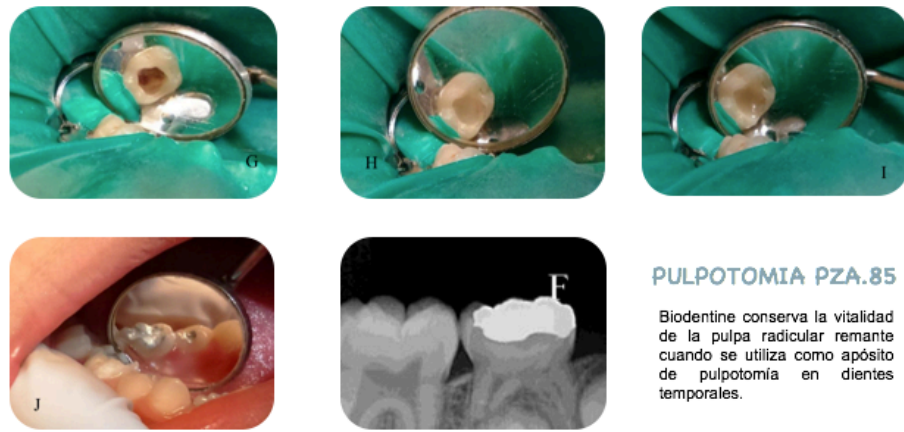 G
H
I
J
F
PULPOTOMIA PZA.85
Biodentine conserva la vitalidad
de la pulpa radicular remante
cuando se utiliza como apósito
de pulpotomía en dientes
temporales.